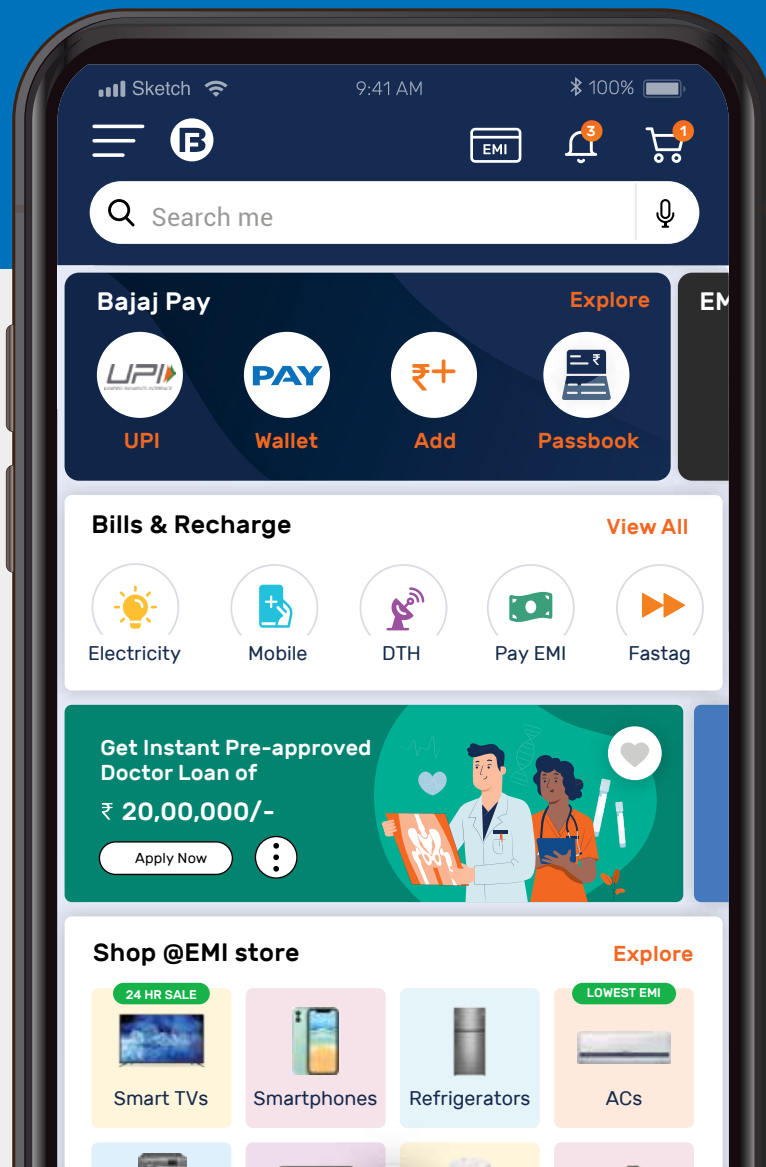 Sketch 9:41 AM 100%
EMI 3 1
Search me
Bajaj Pay Explore EM
UPI PAY ₹+ ₹
UPI Wallet Add Passbook
Bills & Recharge View All
Electricity Mobile DTH Pay EMI Fastag
Get Instant Pre-approved
Doctor Loan of
₹ 20,00,000/-
Apply Now
Shop @EMI store Explore
24 HR SALE LOWEST EMI
Smart TVs Smartphones Refrigerators ACs